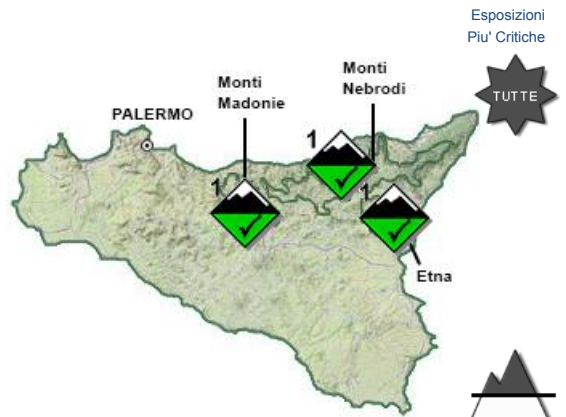 Esposizioni
Piu' Critiche
TUTTE
Monti
Nebrodi
Monti
Madonie
PALERMO
1
1
1
Etna